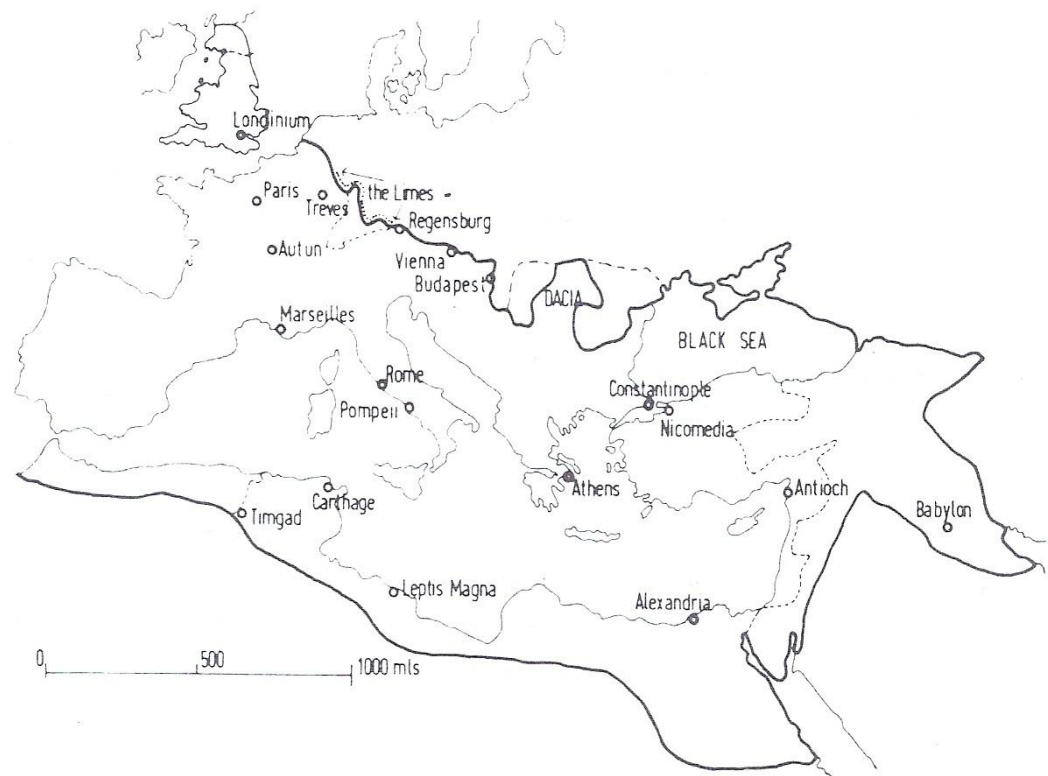 Londinium
Paris
Treves
the Limes
Regensburg
Autun
Vienna
Budapest
DACIA
Marseilles
BLACK SEA
Rome
Constantinople
Pompeii
Nicomedia
Athens
Carthage
Antioch
Timgad
Babylon
Leptis Magna
Alexandria
0 500 1000 mls